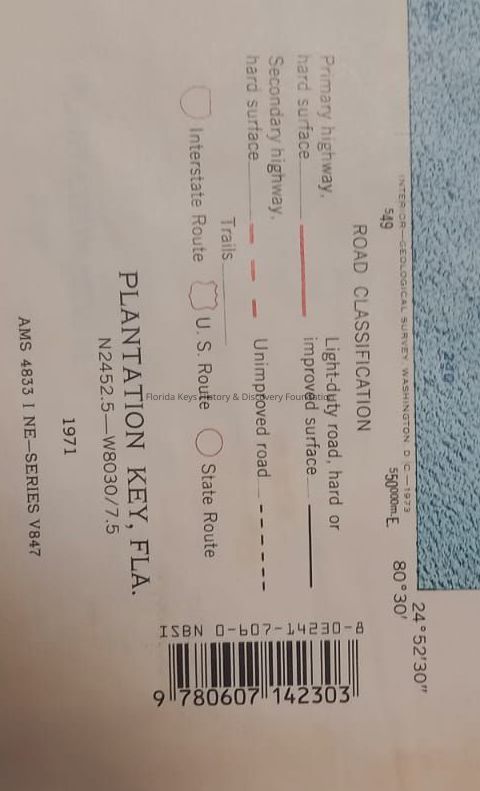 INTERIOR—GEOLOGICAL SURVEY, WASHINGTON, D.C.—1973
549
550000m.E.
80°30'
24°52'30"
ROAD CLASSIFICATION
Primary highway,
hard surface
Light-duty road, hard or
improved surface
Secondary highway,
hard surface
Unimproved road
Trails
Interstate Route
U. S. Route
State Route
PLANTATION KEY, FLA.
N2452.5—W8030/7.5
1971
AMS 4833 I NE—SERIES V847
ISBN 0-607-14230-8
9 780607 142303
Florida Keys History & Discovery Foundation